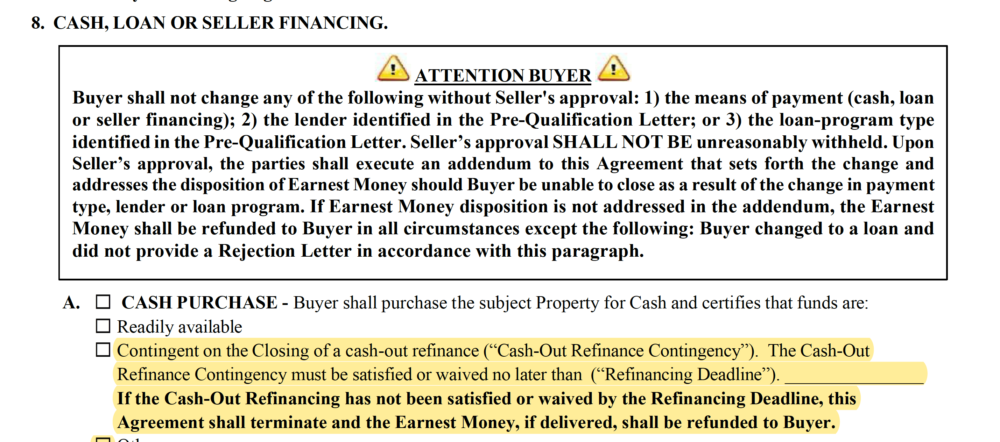 8. CASH, LOAN OR SELLER FINANCING.
ATTENTION BUYER
Buyer shall not change any of the following without Seller's approval: 1) the means of payment (cash, loan
or seller financing); 2) the lender identified in the Pre-Qualification Letter; or 3) the loan-program type
identified in the Pre-Qualification Letter. Seller’s approval SHALL NOT BE unreasonably withheld. Upon
Seller’s approval, the parties shall execute an addendum to this Agreement that sets forth the change and
addresses the disposition of Earnest Money should Buyer be unable to close as a result of the change in payment
type, lender or loan program. If Earnest Money disposition is not addressed in the addendum, the Earnest
Money shall be refunded to Buyer in all circumstances except the following: Buyer changed to a loan and
did not provide a Rejection Letter in accordance with this paragraph.
A. ☐ CASH PURCHASE - Buyer shall purchase the subject Property for Cash and certifies that funds are:
☐ Readily available
☐ Contingent on the Closing of a cash-out refinance (“Cash-Out Refinance Contingency”). The Cash-Out
Refinance Contingency must be satisfied or waived no later than (“Refinancing Deadline”). ______________
If the Cash-Out Refinancing has not been satisfied or waived by the Refinancing Deadline, this
Agreement shall terminate and the Earnest Money, if delivered, shall be refunded to Buyer.